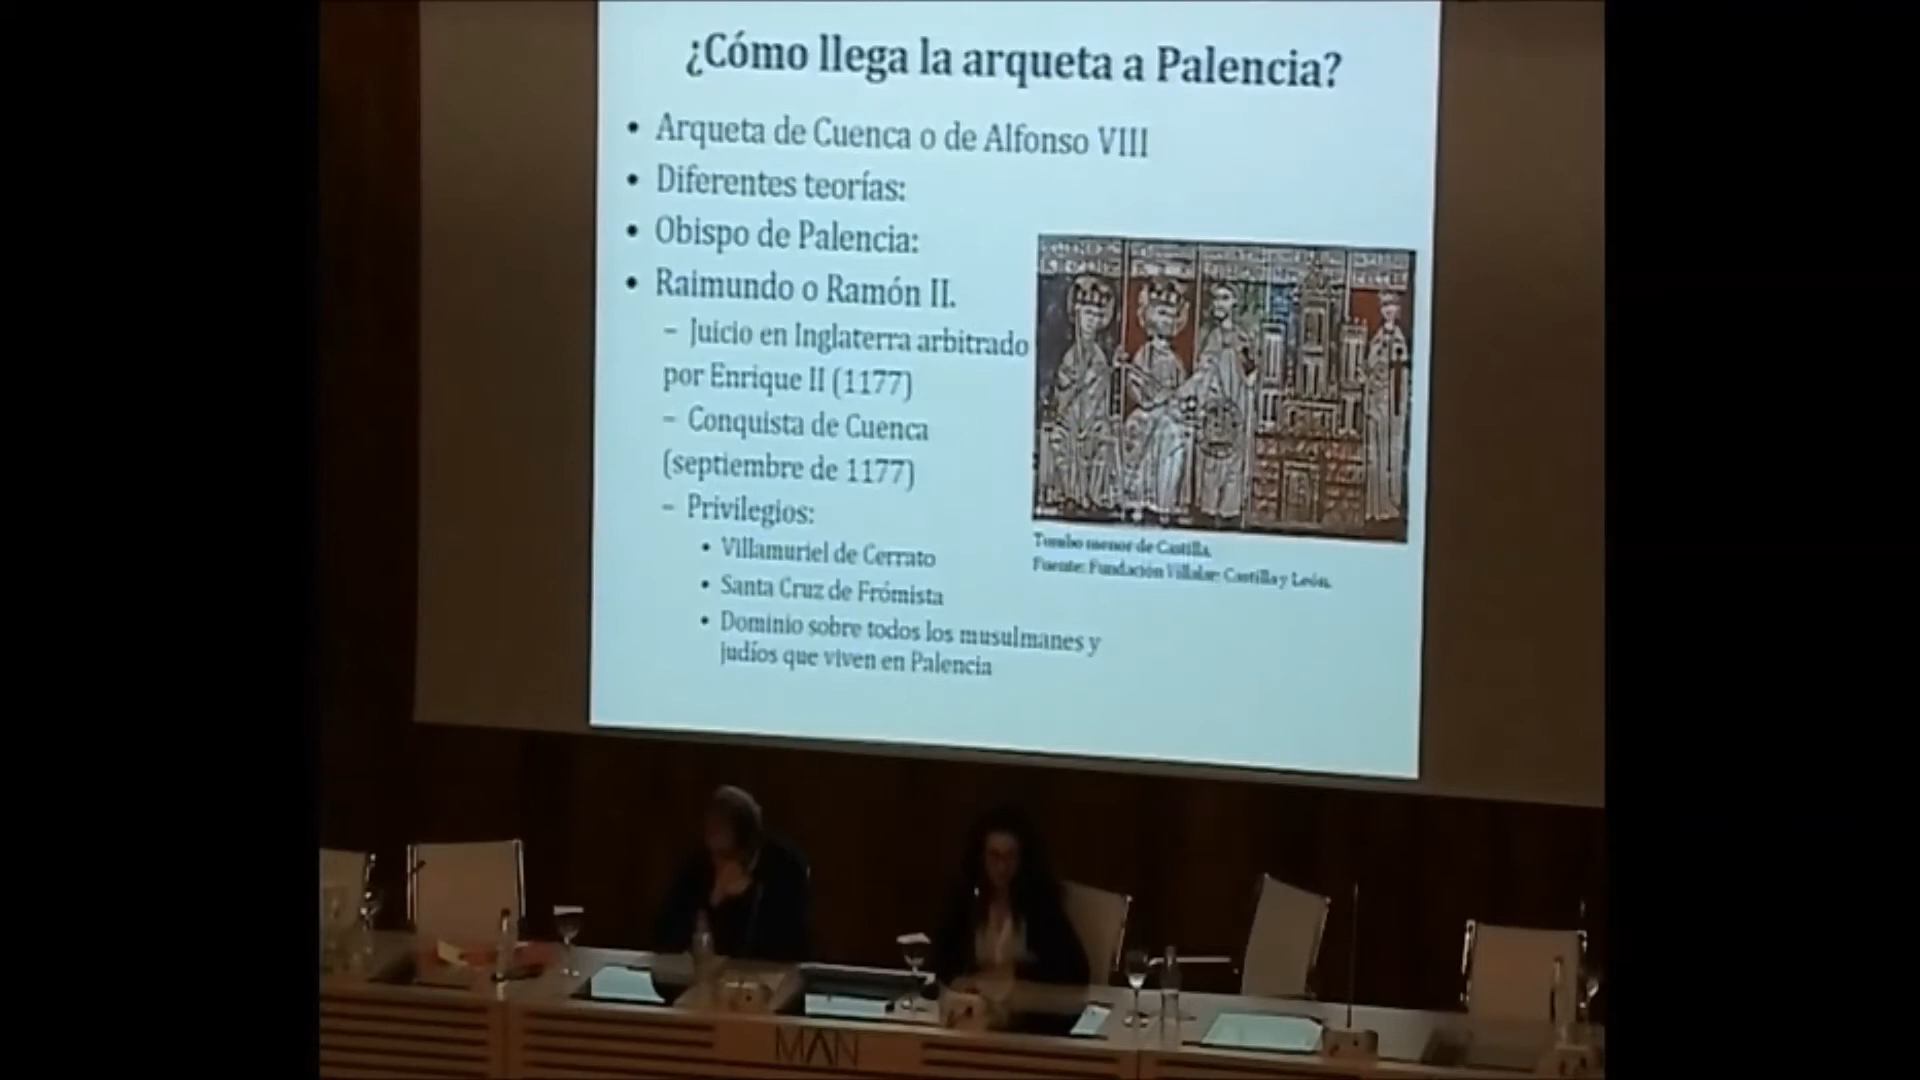 ¿Cómo llega la arqueta a Palencia?
• Arqueta de Cuenca o de Alfonso VIII
• Diferentes teorías:
• Obispo de Palencia:
• Raimundo o Ramón II.
– Juicio en Inglaterra arbitrado
por Enrique II (1177)
– Conquista de Cuenca
(septiembre de 1177)
– Privilegios:
• Villamuriel de Cerrato
• Santa Cruz de Frómista
• Dominio sobre todos los musulmanes y
judíos que viven en Palencia
Tumbo menor de Castilla.
Fuente: Fundación Villalar: Castilla y León.
MAN